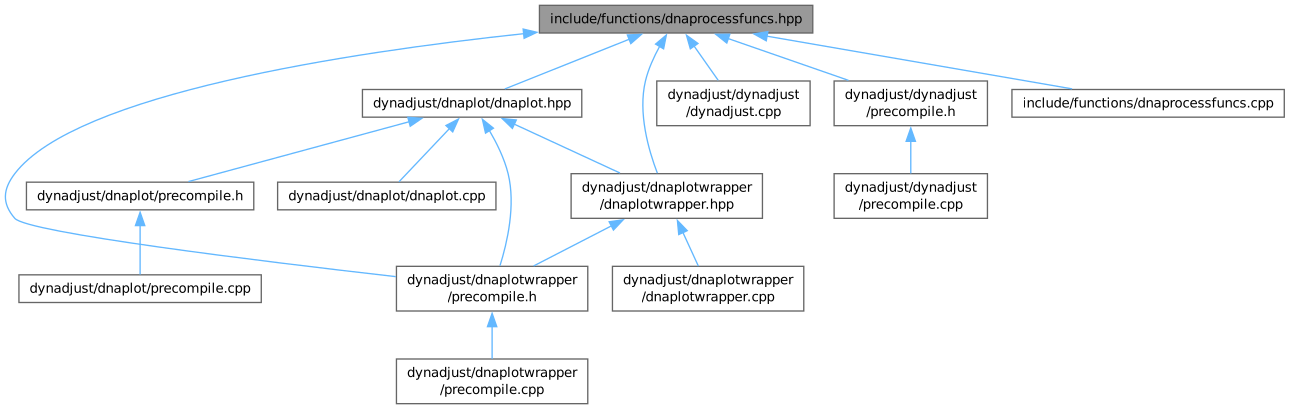 include/functions/dnaprocessfuncs.hpp
dynadjust/dnaplot/dnaplot.hpp
dynadjust/dynadjust
/dynadjust.cpp
dynadjust/dynadjust
/precompile.h
include/functions/dnaprocessfuncs.cpp
dynadjust/dnaplot/precompile.h
dynadjust/dnaplot/dnaplot.cpp
dynadjust/dnaplotwrapper
/dnaplotwrapper.hpp
dynadjust/dynadjust
/precompile.cpp
dynadjust/dnaplot/precompile.cpp
dynadjust/dnaplotwrapper
/precompile.h
dynadjust/dnaplotwrapper
/dnaplotwrapper.cpp
dynadjust/dnaplotwrapper
/precompile.cpp